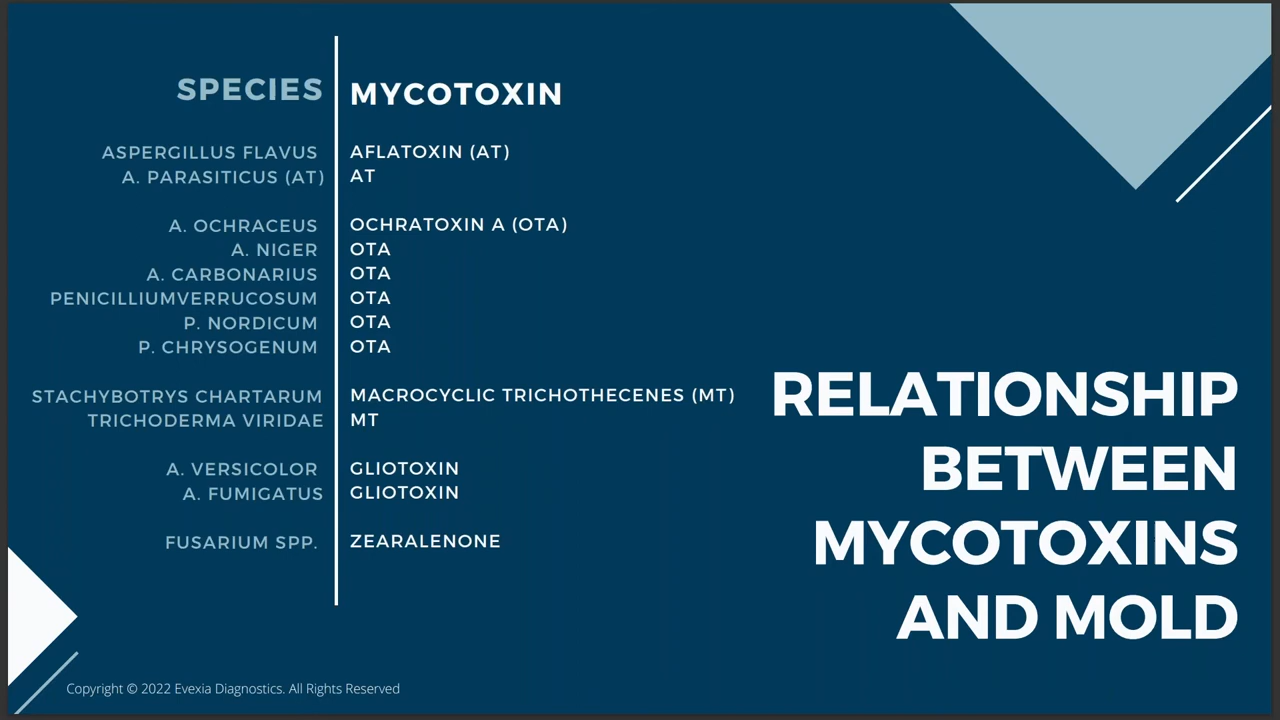 SPECIES MYCOTOXIN
ASPERGILLUS FLAVUS AFLATOXIN (AT)
A. PARASITICUS (AT) AT
A. OCHRACEUS OCHRATOXIN A (OTA)
A. NIGER OTA
A. CARBONARIUS OTA
PENICILLIUMVERRUCOSUM OTA
P. NORDICUM OTA
P. CHRYSOGENUM OTA
STACHYBOTRYS CHARTARUM MACROCYCLIC TRICHOTHECENES (MT)
TRICHODERMA VIRIDAE MT
A. VERSICOLOR GLIOTOXIN
A. FUMIGATUS GLIOTOXIN
FUSARIUM SPP. ZEARALENONE
RELATIONSHIP
BETWEEN
MYCOTOXINS
AND MOLD
Copyright © 2022 Evexia Diagnostics. All Rights Reserved